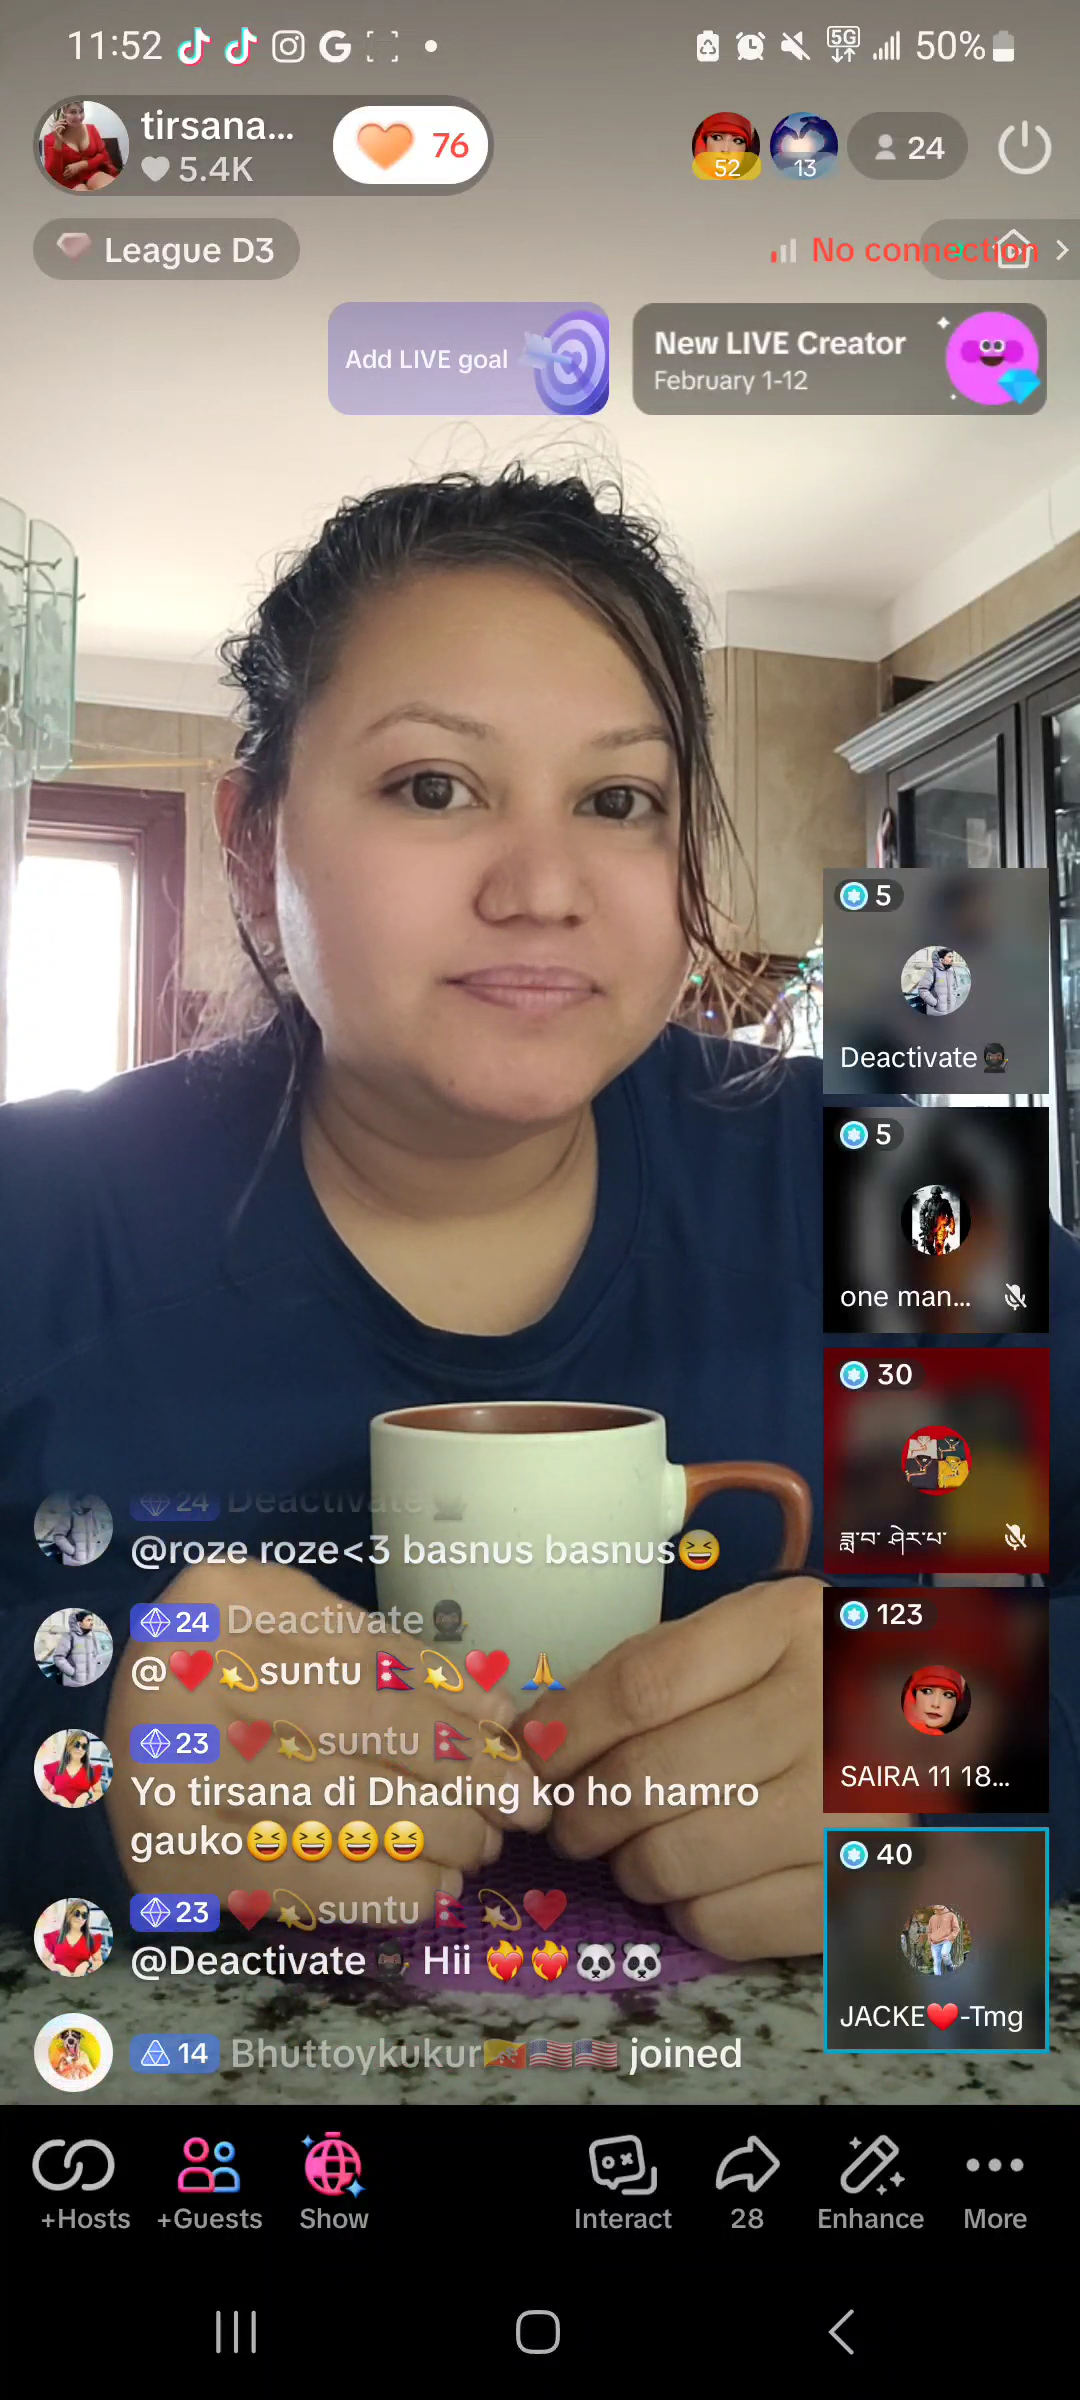 11:52
5G
50%
tirsana...
5.4K
76
52
13
24
League D3
No connection
Add LIVE goal
New LIVE Creator
February 1-12
5
Deactivate🥷
5
one man...
30
ཟླ་བ་ ཤེར་པ་
123
SAIRA 11 18...
40
JACKE❤️-Tmg
24 Deactivate🥷
@roze roze<3 basnus basnus😆
24 Deactivate🥷
@❤️💫suntu 🇳🇵💫❤️ 🙏
23 ❤️💫suntu 🇳🇵💫❤️
Yo tirsana di Dhading ko ho hamro
gauko😆😆😆😆
23 ❤️💫suntu 🇳🇵💫❤️
@Deactivate🥷 Hii ❤️‍🔥❤️‍🔥🐼🐼
14 Bhuttoykukur🇧🇹🇺🇸🇺🇸 joined
+Hosts
+Guests
Show
Interact
28
Enhance
More